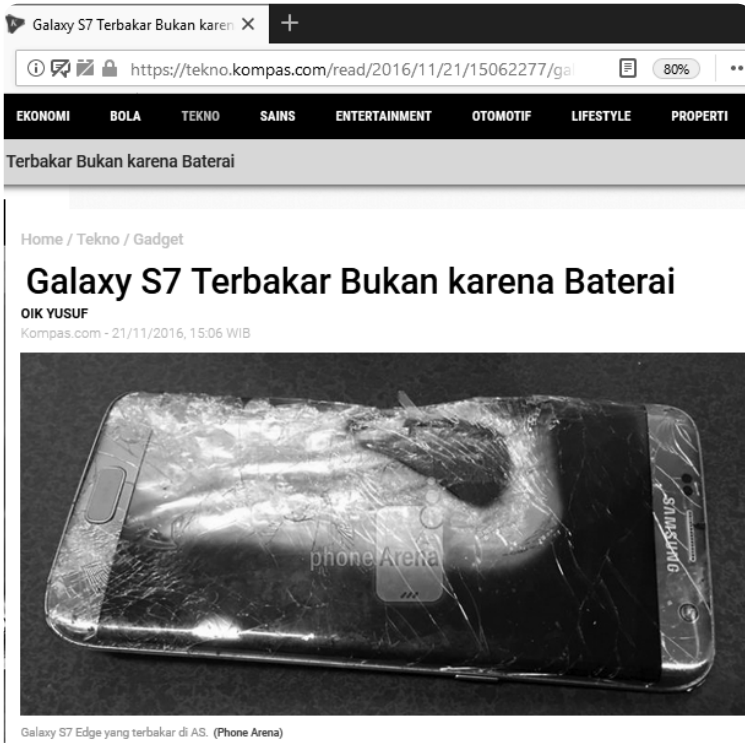 Galaxy S7 Terbakar Bukan karen
https://tekno.kompas.com/read/2016/11/21/15062277/ga
80%
EKONOMI BOLA TEKNO SAINS ENTERTAINMENT OTOMOTIF LIFESTYLE PROPERTI
Terbakar Bukan karena Baterai
Home / Tekno / Gadget
Galaxy S7 Terbakar Bukan karena Baterai
OIK YUSUF
Kompas.com - 21/11/2016, 15:06 WIB
SAMSUNG
phoneArena
Galaxy S7 Edge yang terbakar di AS. (Phone Arena)